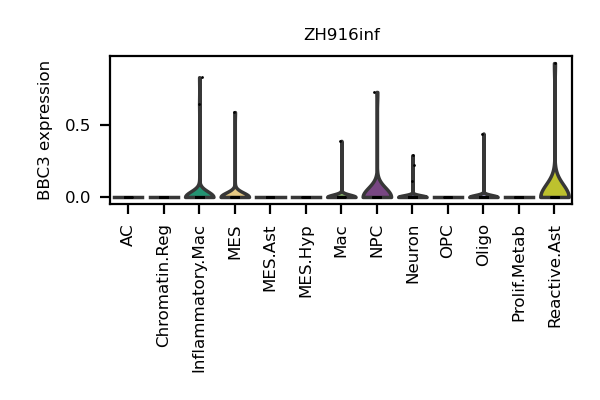 ZH916inf
BBC3 expression
0.5
0.0
AC
Chromatin.Reg
Inflammatory.Mac
MES
MES.Ast
MES.Hyp
Mac
NPC
Neuron
OPC
Oligo
Prolif.Metab
Reactive.Ast